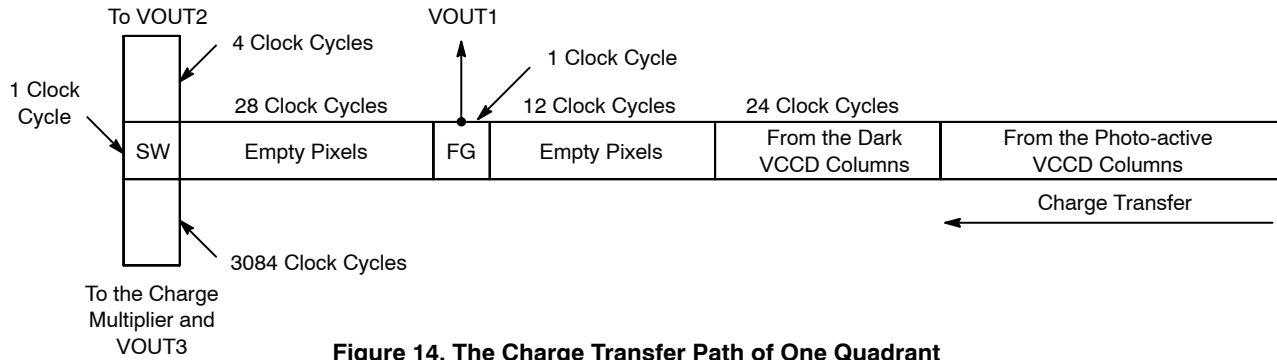 To VOUT2
VOUT1
4 Clock Cycles
1 Clock Cycle
1 Clock
Cycle
28 Clock Cycles
12 Clock Cycles
24 Clock Cycles
SW
Empty Pixels
FG
Empty Pixels
From the Dark
VCCD Columns
From the Photo-active
VCCD Columns
Charge Transfer
3084 Clock Cycles
To the Charge
Multiplier and
VOUT3
Figure 14. The Charge Transfer Path of One Quadrant